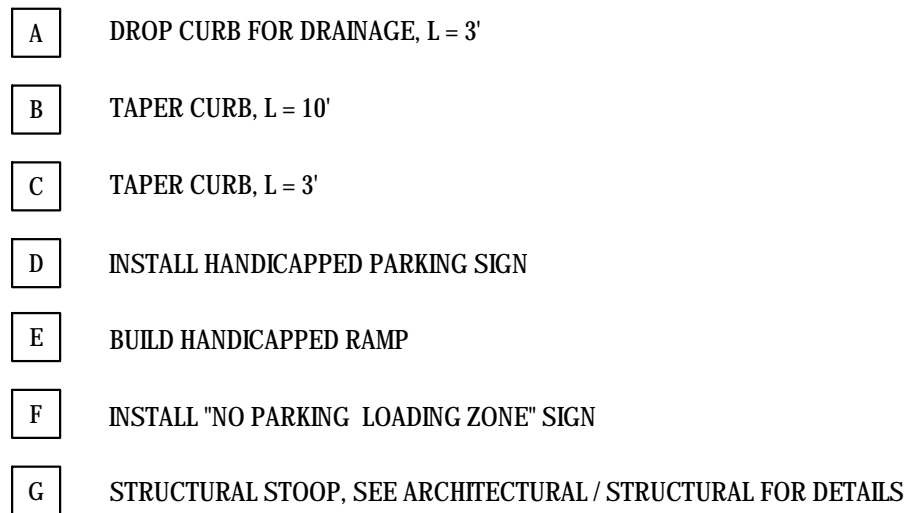 A DROP CURB FOR DRAINAGE, L = 3'
B TAPER CURB, L = 10'
C TAPER CURB, L = 3'
D INSTALL HANDICAPPED PARKING SIGN
E BUILD HANDICAPPED RAMP
F INSTALL "NO PARKING LOADING ZONE" SIGN
G STRUCTURAL STOOP, SEE ARCHITECTURAL / STRUCTURAL FOR DETAILS